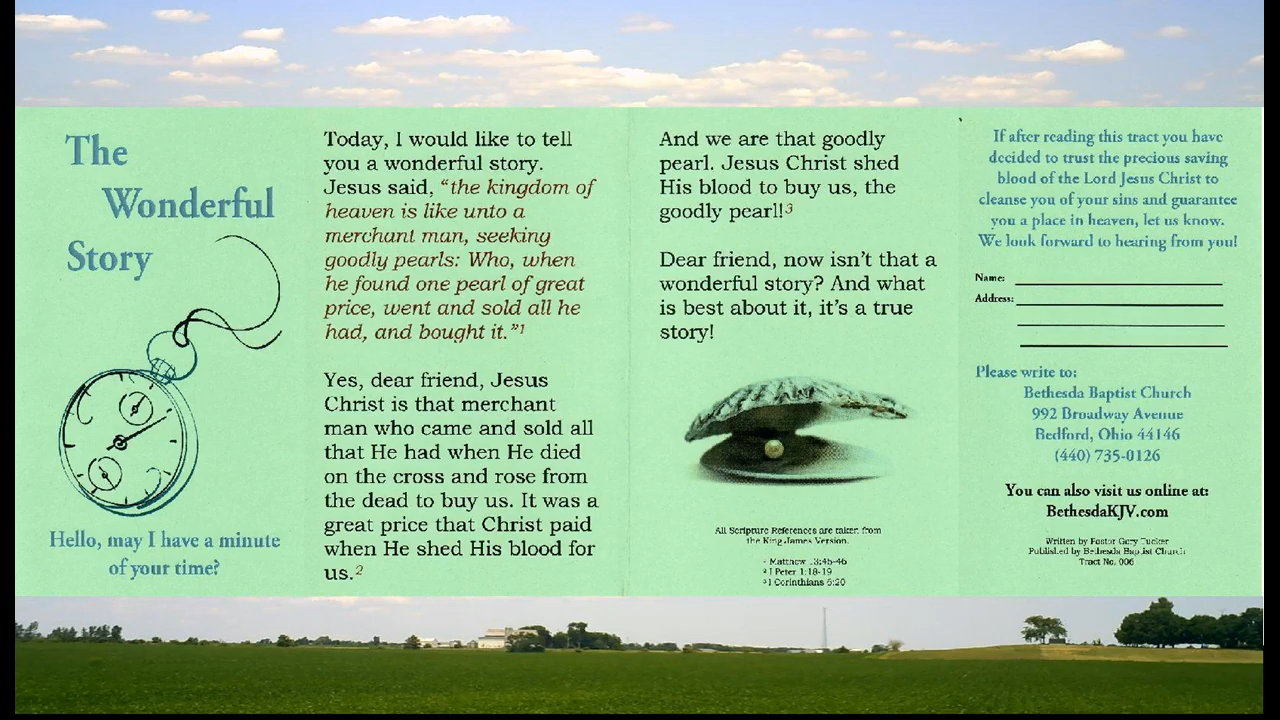 The
Wonderful
Story
Hello, may I have a minute
of your time?
Today, I would like to tell
you a wonderful story.
Jesus said, “the kingdom of
heaven is like unto a
merchant man, seeking
goodly pearls: Who, when
he found one pearl of great
price, went and sold all he
had, and bought it.”1
Yes, dear friend, Jesus
Christ is that merchant
man who came and sold all
that He had when He died
on the cross and rose from
the dead to buy us. It was a
great price that Christ paid
when He shed His blood for
us.2
And we are that goodly
pearl. Jesus Christ shed
His blood to buy us, the
goodly pearl!3
Dear friend, now isn’t that a
wonderful story? And what
is best about it, it’s a true
story!
All Scripture References are taken from
the King James Version.
1 Matthew 13:45-46
2 I Peter 1:18-19
3 I Corinthians 6:20
If after reading this tract you have
decided to trust the precious saving
blood of the Lord Jesus Christ to
cleanse you of your sins and guarantee
you a place in heaven, let us know.
We look forward to hearing from you!
Name:
Address:
Please write to:
Bethesda Baptist Church
992 Broadway Avenue
Bedford, Ohio 44146
(440) 735-0126
You can also visit us online at:
BethesdaKJV.com
Written by Pastor Gary Tucker
Published by Bethesda Baptist Church
Tract No. 006